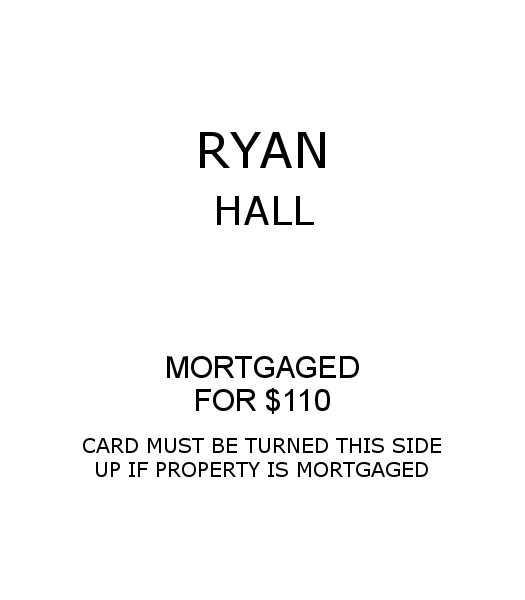 RYAN
HALL
MORTGAGED
FOR $110
CARD MUST BE TURNED THIS SIDE
UP IF PROPERTY IS MORTGAGED